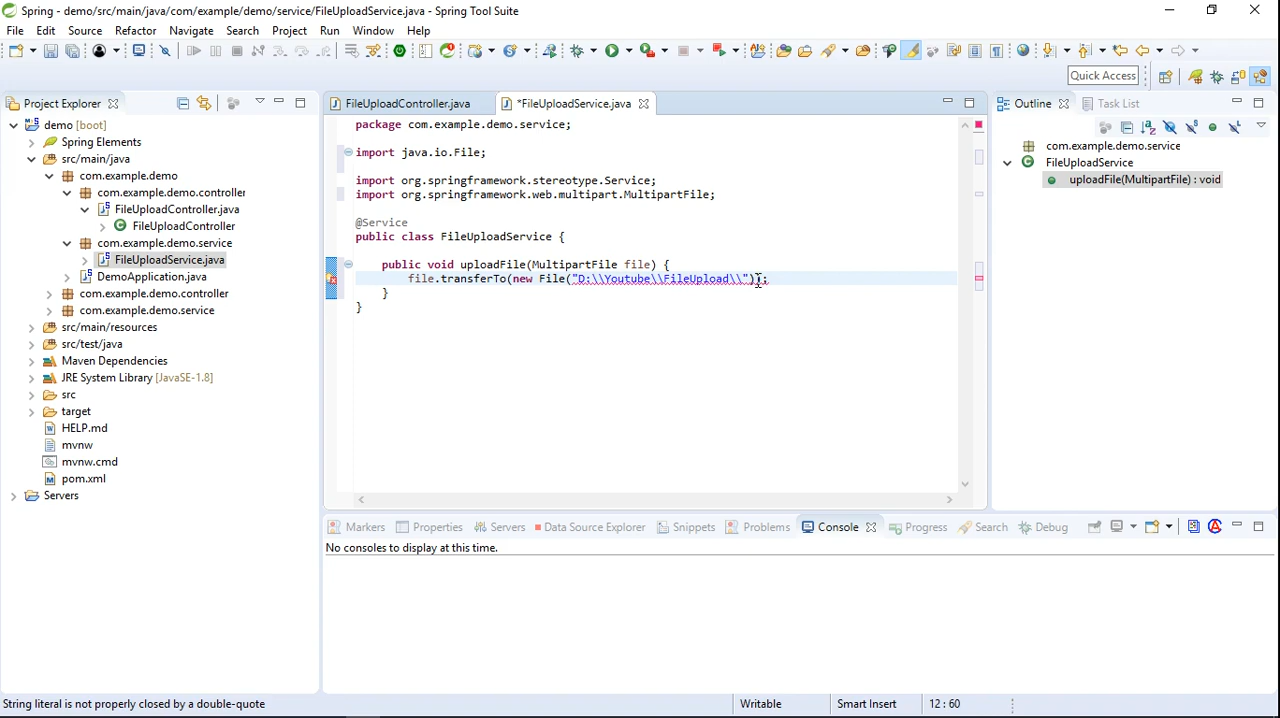 Spring - demo/src/main/java/com/example/demo/service/FileUploadService.java - Spring Tool Suite
File Edit Source Refactor Navigate Search Project Run Window Help
Quick Access
Project Explorer
demo [boot]
Spring Elements
src/main/java
com.example.demo
com.example.demo.controller
FileUploadController.java
FileUploadController
com.example.demo.service
FileUploadService.java
DemoApplication.java
com.example.demo.controller
com.example.demo.service
src/main/resources
src/test/java
Maven Dependencies
JRE System Library [JavaSE-1.8]
src
target
HELP.md
mvnw
mvnw.cmd
pom.xml
Servers
FileUploadController.java *FileUploadService.java
package com.example.demo.service;
import java.io.File;
import org.springframework.stereotype.Service;
import org.springframework.web.multipart.MultipartFile;
@Service
public class FileUploadService {
public void uploadFile(MultipartFile file) {
file.transferTo(new File("D:\\Youtube\\FileUpload\\"));
}
}
Outline Task List
com.example.demo.service
FileUploadService
uploadFile(MultipartFile) : void
Markers Properties Servers Data Source Explorer Snippets Problems Console Progress Search Debug
No consoles to display at this time.
String literal is not properly closed by a double-quote Writable Smart Insert 12 : 60